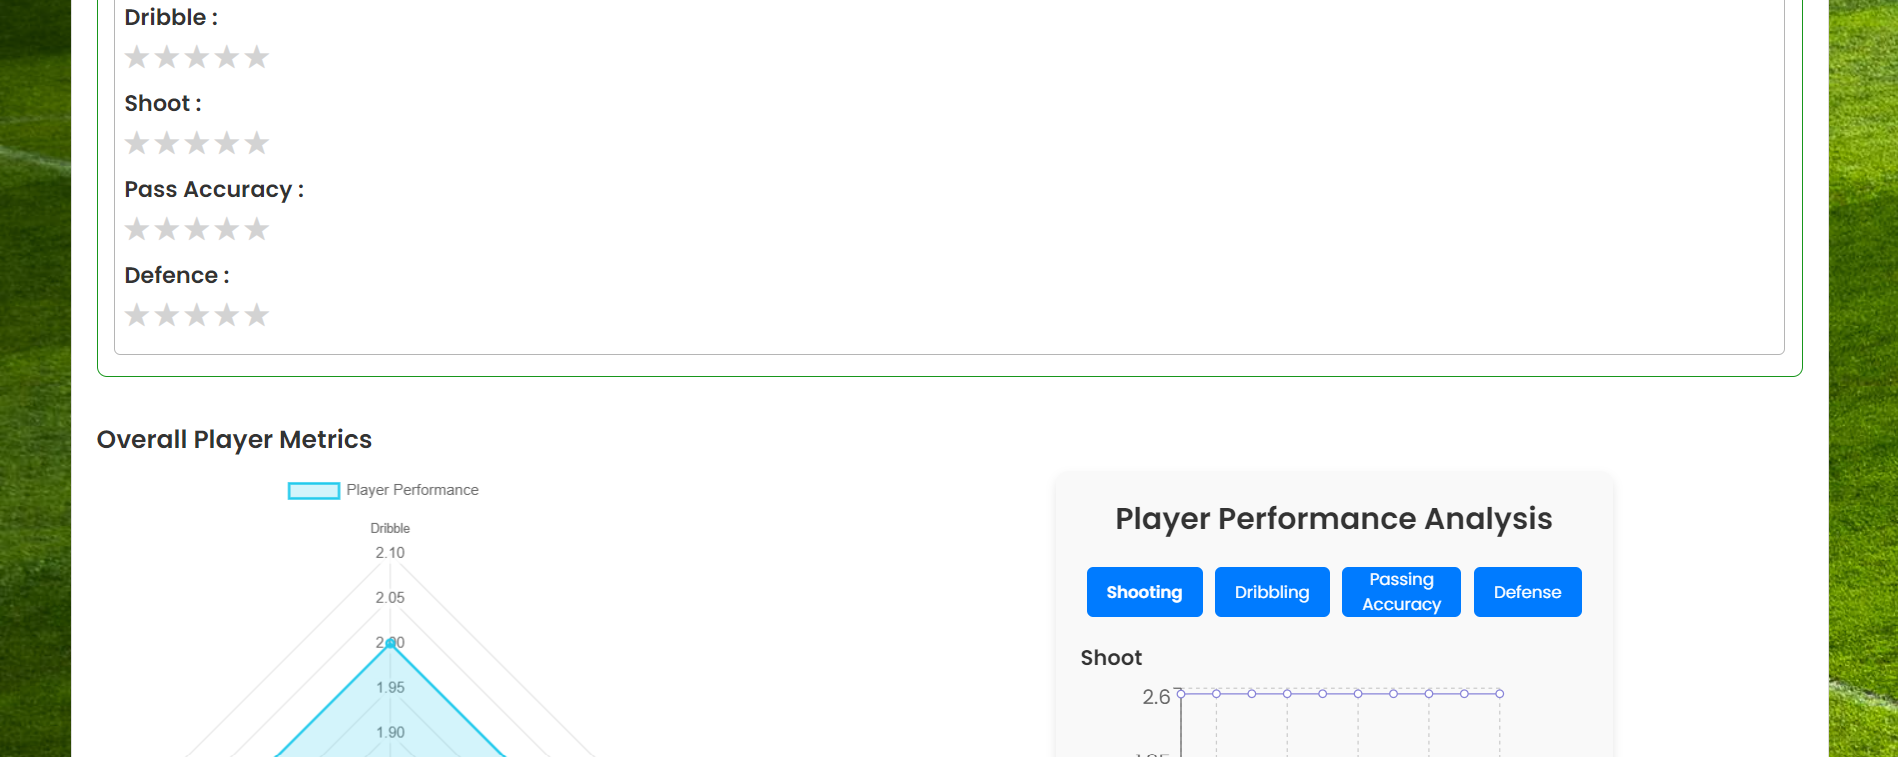 Dribble :
Shoot :
Pass Accuracy :
Defence :
Overall Player Metrics
Player Performance
Dribble
2.10
2.05
2.00
1.95
1.90
Player Performance Analysis
Shooting
Dribbling
Passing
Accuracy
Defense
Shoot
2.6